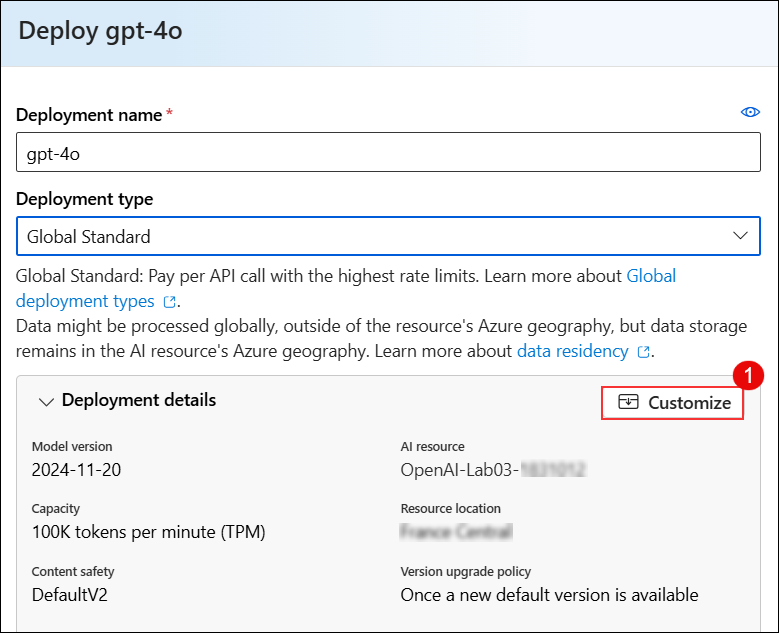 Deploy gpt-4o
Deployment name *
gpt-4o
Deployment type
Global Standard
Global Standard: Pay per API call with the highest rate limits. Learn more about Global
deployment types .
Data might be processed globally, outside of the resource's Azure geography, but data storage
remains in the AI resource's Azure geography. Learn more about data residency .
1
Deployment details
Customize
Model version
AI resource
2024-11-20
OpenAI-Lab03-
Capacity
Resource location
100K tokens per minute (TPM)
Content safety
Version upgrade policy
DefaultV2
Once a new default version is available